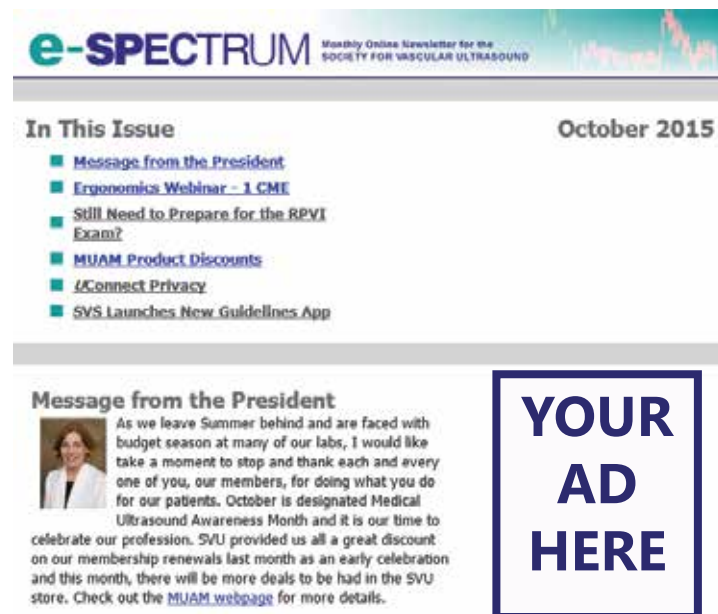 e-SPECTRUM
Monthly Online Newsletter for the
SOCIETY FOR VASCULAR ULTRASOUND
In This Issue
October 2015
Message from the President
Ergonomics Webinar - 1 CME
Still Need to Prepare for the RPVI
Exam?
MUAM Product Discounts
UConnect Privacy
SVS Launches New Guidelines App
Message from the President
As we leave Summer behind and are faced with
budget season at many of our labs, I would like
take a moment to stop and thank each and every
one of you, our members, for doing what you do
for our patients. October is designated Medical
Ultrasound Awareness Month and it is our time to
celebrate our profession. SVU provided us all a great discount
on our membership renewals last month as an early celebration
and this month, there will be more deals to be had in the SVU
store. Check out the MUAM webpage for more details.
YOUR
AD
HERE